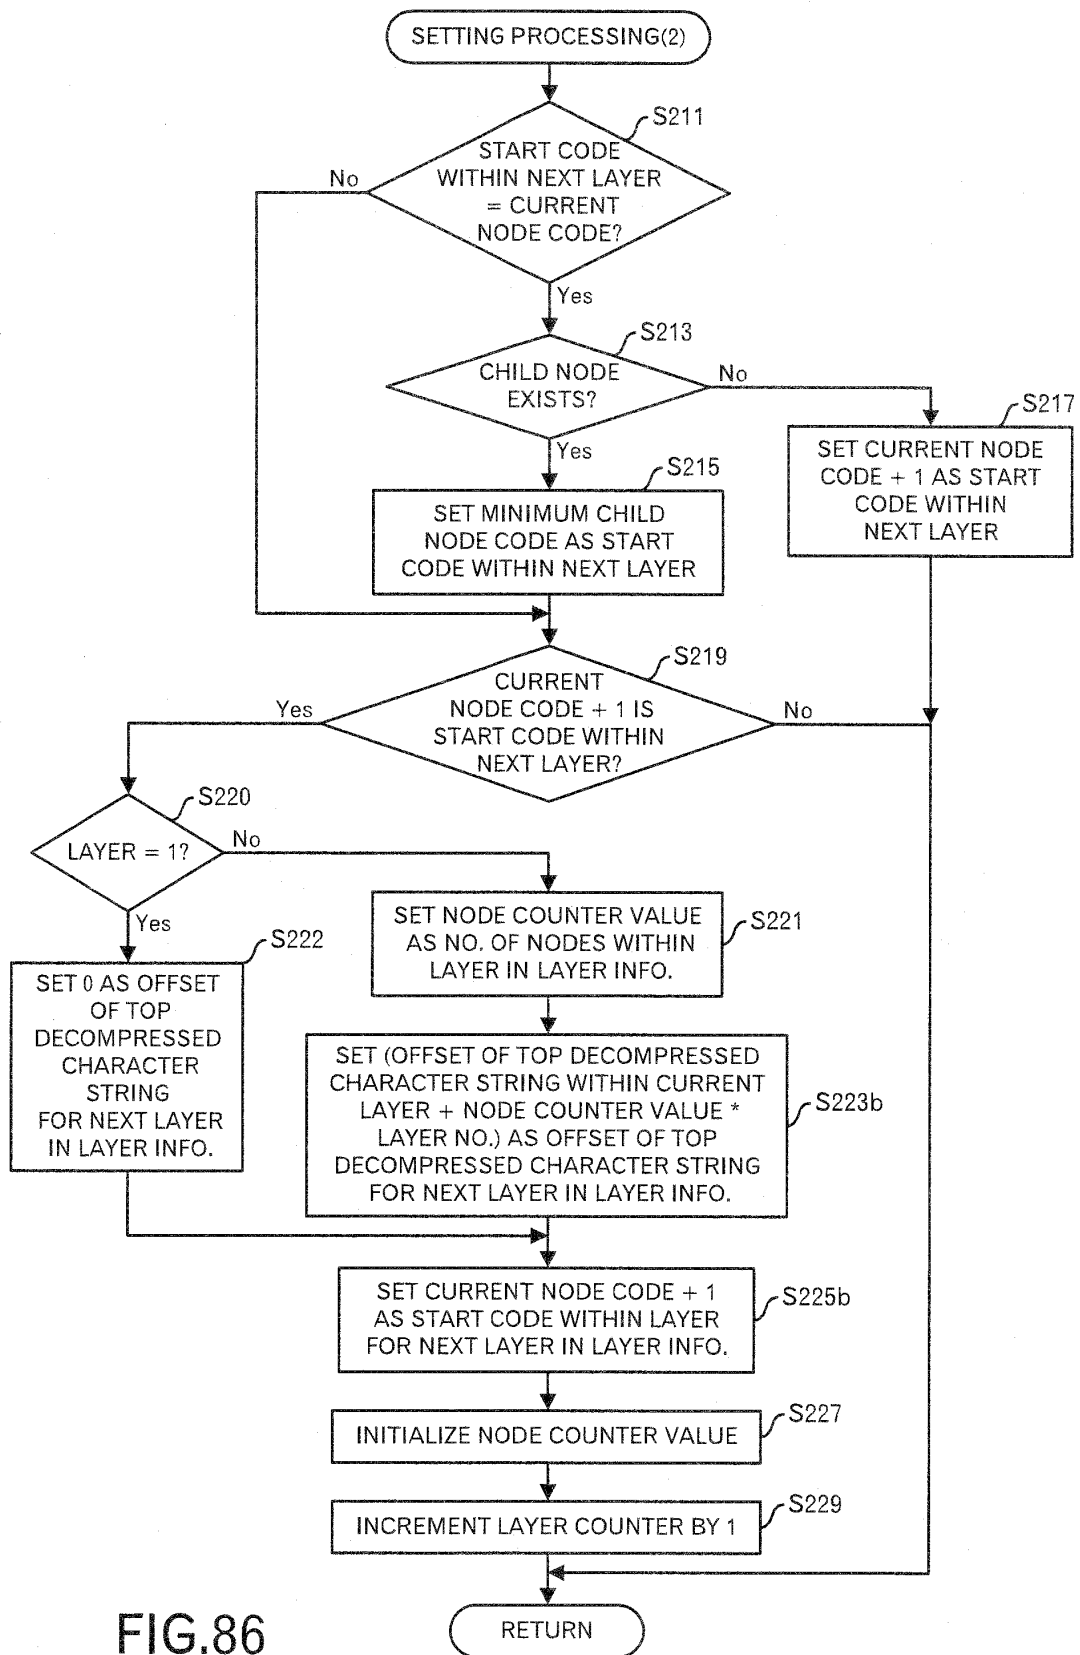 SETTING PROCESSING(2)
S211
START CODE
WITHIN NEXT LAYER
= CURRENT
NODE CODE?
No
Yes
S213
CHILD NODE
EXISTS?
No
Yes
S217
SET CURRENT NODE
CODE + 1 AS START
CODE WITHIN
NEXT LAYER
S215
SET MINIMUM CHILD
NODE CODE AS START
CODE WITHIN NEXT LAYER
S219
CURRENT
NODE CODE + 1 IS
START CODE WITHIN
NEXT LAYER?
Yes
No
S220
LAYER = 1?
No
Yes
S221
SET NODE COUNTER VALUE
AS NO. OF NODES WITHIN
LAYER IN LAYER INFO.
S222
SET 0 AS OFFSET
OF TOP
DECOMPRESSED
CHARACTER
STRING
FOR NEXT LAYER
IN LAYER INFO.
S223b
SET (OFFSET OF TOP DECOMPRESSED
CHARACTER STRING WITHIN CURRENT
LAYER + NODE COUNTER VALUE *
LAYER NO.) AS OFFSET OF TOP
DECOMPRESSED CHARACTER STRING
FOR NEXT LAYER IN LAYER INFO.
S225b
SET CURRENT NODE CODE + 1
AS START CODE WITHIN LAYER
FOR NEXT LAYER IN LAYER INFO.
S227
INITIALIZE NODE COUNTER VALUE
S229
INCREMENT LAYER COUNTER BY 1
RETURN
FIG.86